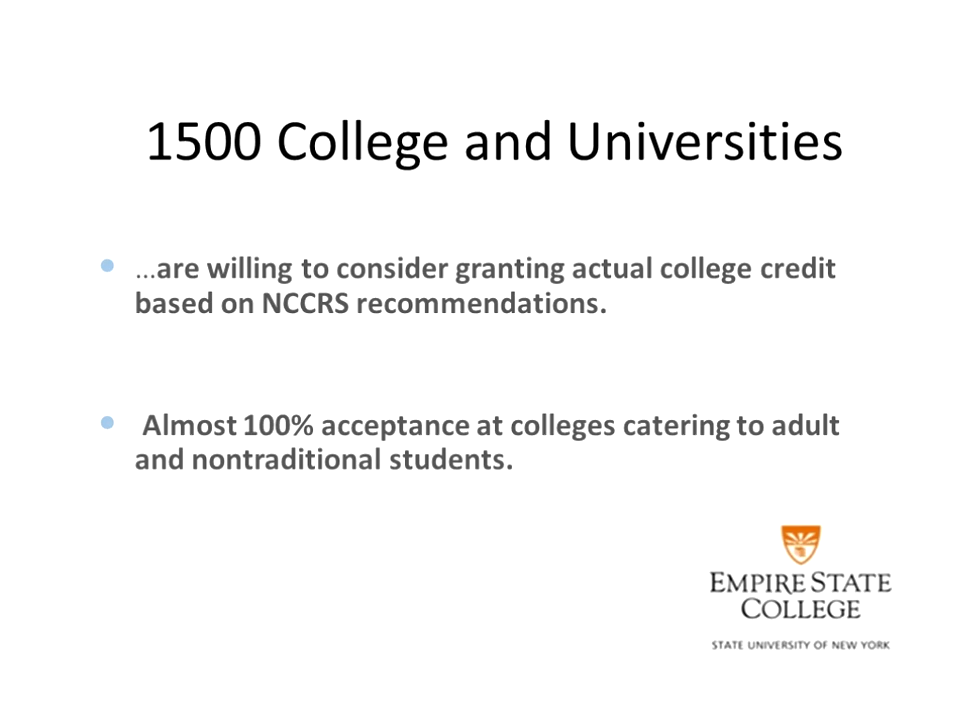 1500 College and Universities
• ...are willing to consider granting actual college credit
based on NCCRS recommendations.
• Almost 100% acceptance at colleges catering to adult
and nontraditional students.
EMPIRE STATE
COLLEGE
STATE UNIVERSITY OF NEW YORK